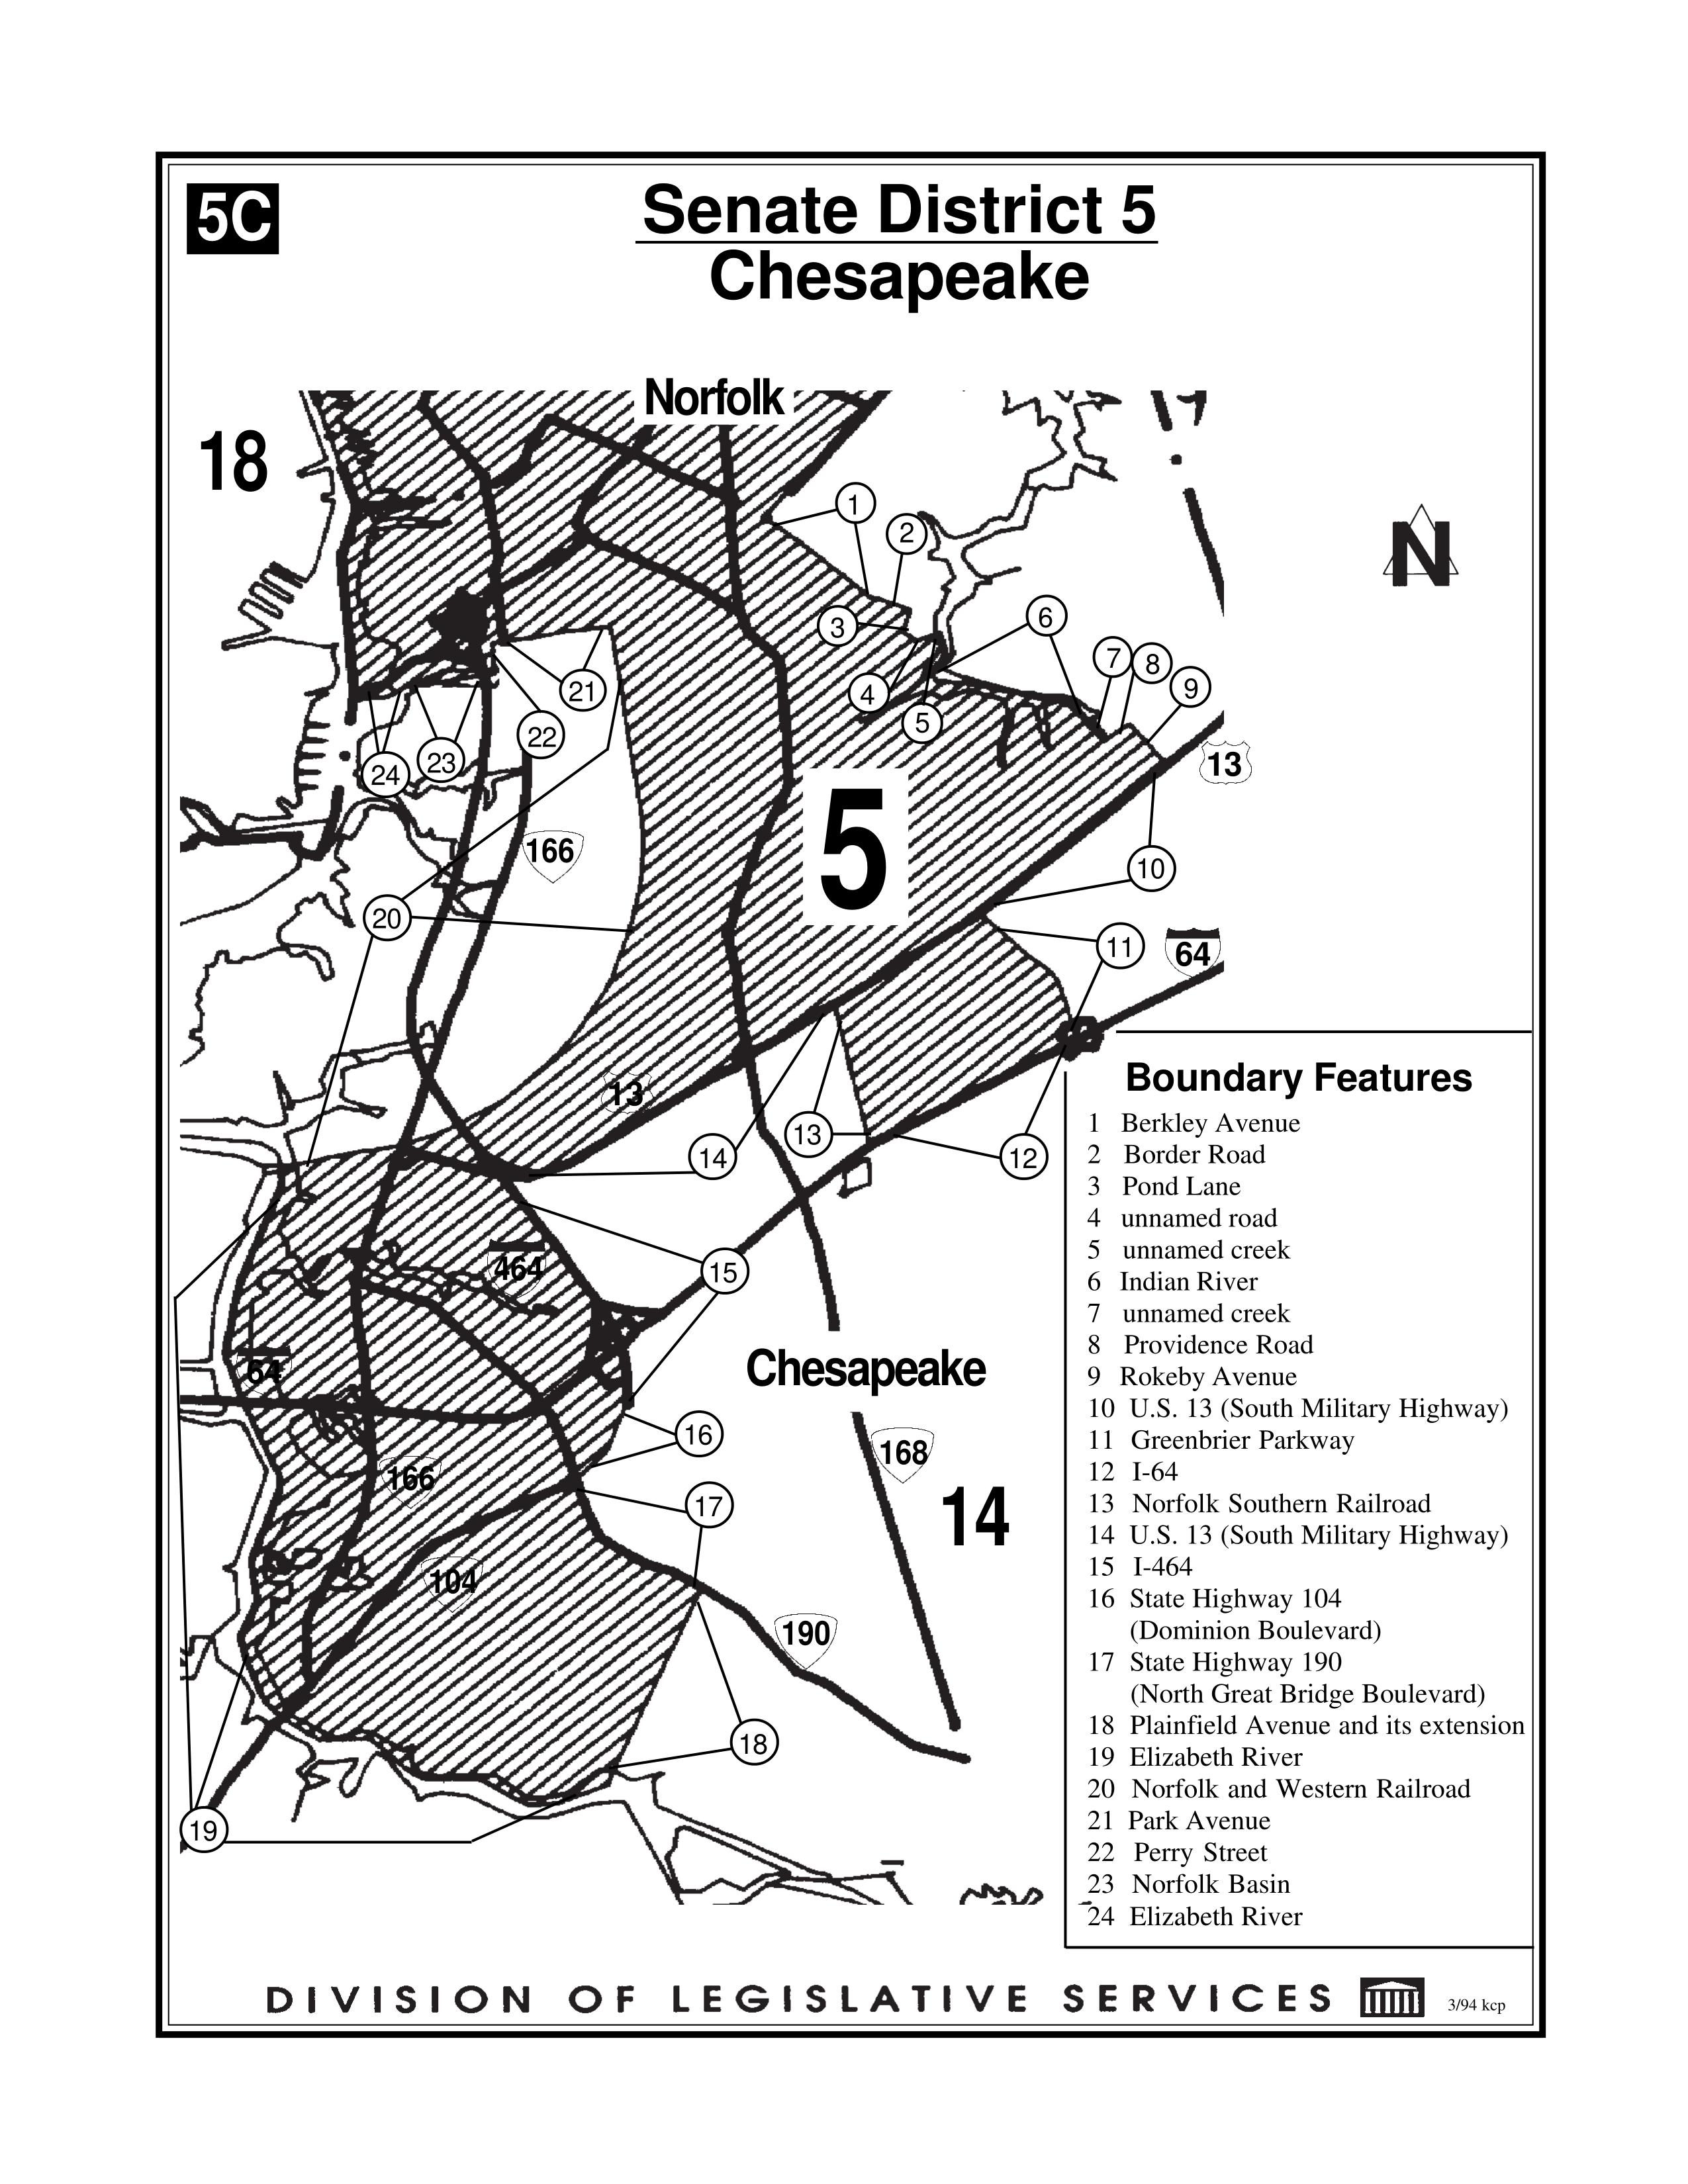 5C
Senate District 5
Chesapeake
Norfolk
18
1
2
3
6
7
8
9
4
5
21
22
23
24
13
5
166
10
20
11
64
13
13
14
12
15
464
64
Chesapeake
16
168
166
17
14
104
190
18
19
Boundary Features
1 Berkley Avenue
2 Border Road
3 Pond Lane
4 unnamed road
5 unnamed creek
6 Indian River
7 unnamed creek
8 Providence Road
9 Rokeby Avenue
10 U.S. 13 (South Military Highway)
11 Greenbrier Parkway
12 I-64
13 Norfolk Southern Railroad
14 U.S. 13 (South Military Highway)
15 I-464
16 State Highway 104
(Dominion Boulevard)
17 State Highway 190
(North Great Bridge Boulevard)
18 Plainfield Avenue and its extension
19 Elizabeth River
20 Norfolk and Western Railroad
21 Park Avenue
22 Perry Street
23 Norfolk Basin
24 Elizabeth River
N
DIVISION OF LEGISLATIVE SERVICES
3/94 kcp